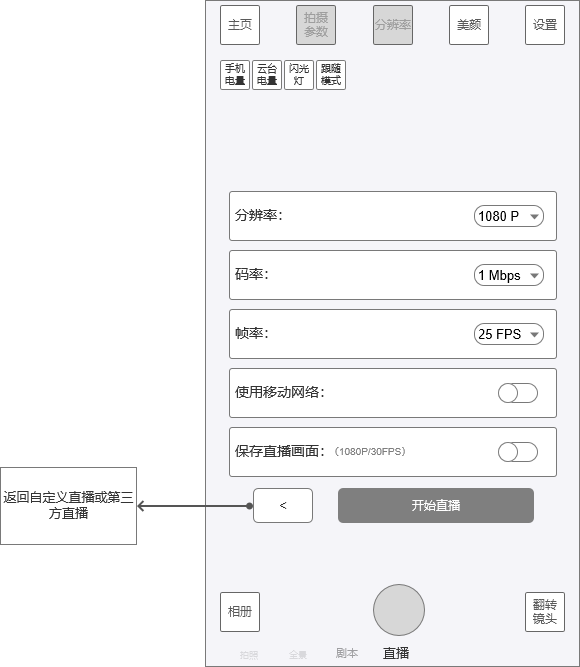 主页
拍摄
参数
分辨率
美颜
设置
手机
电量
云台
电量
闪光
灯
跟随
模式
分辨率：
1080 P
码率：
1 Mbps
帧率：
25 FPS
使用移动网络：
保存直播画面：（1080P/30FPS）
返回自定义直播或第三
方直播
<
开始直播
相册
翻转
镜头
拍照
全景
剧本
直播